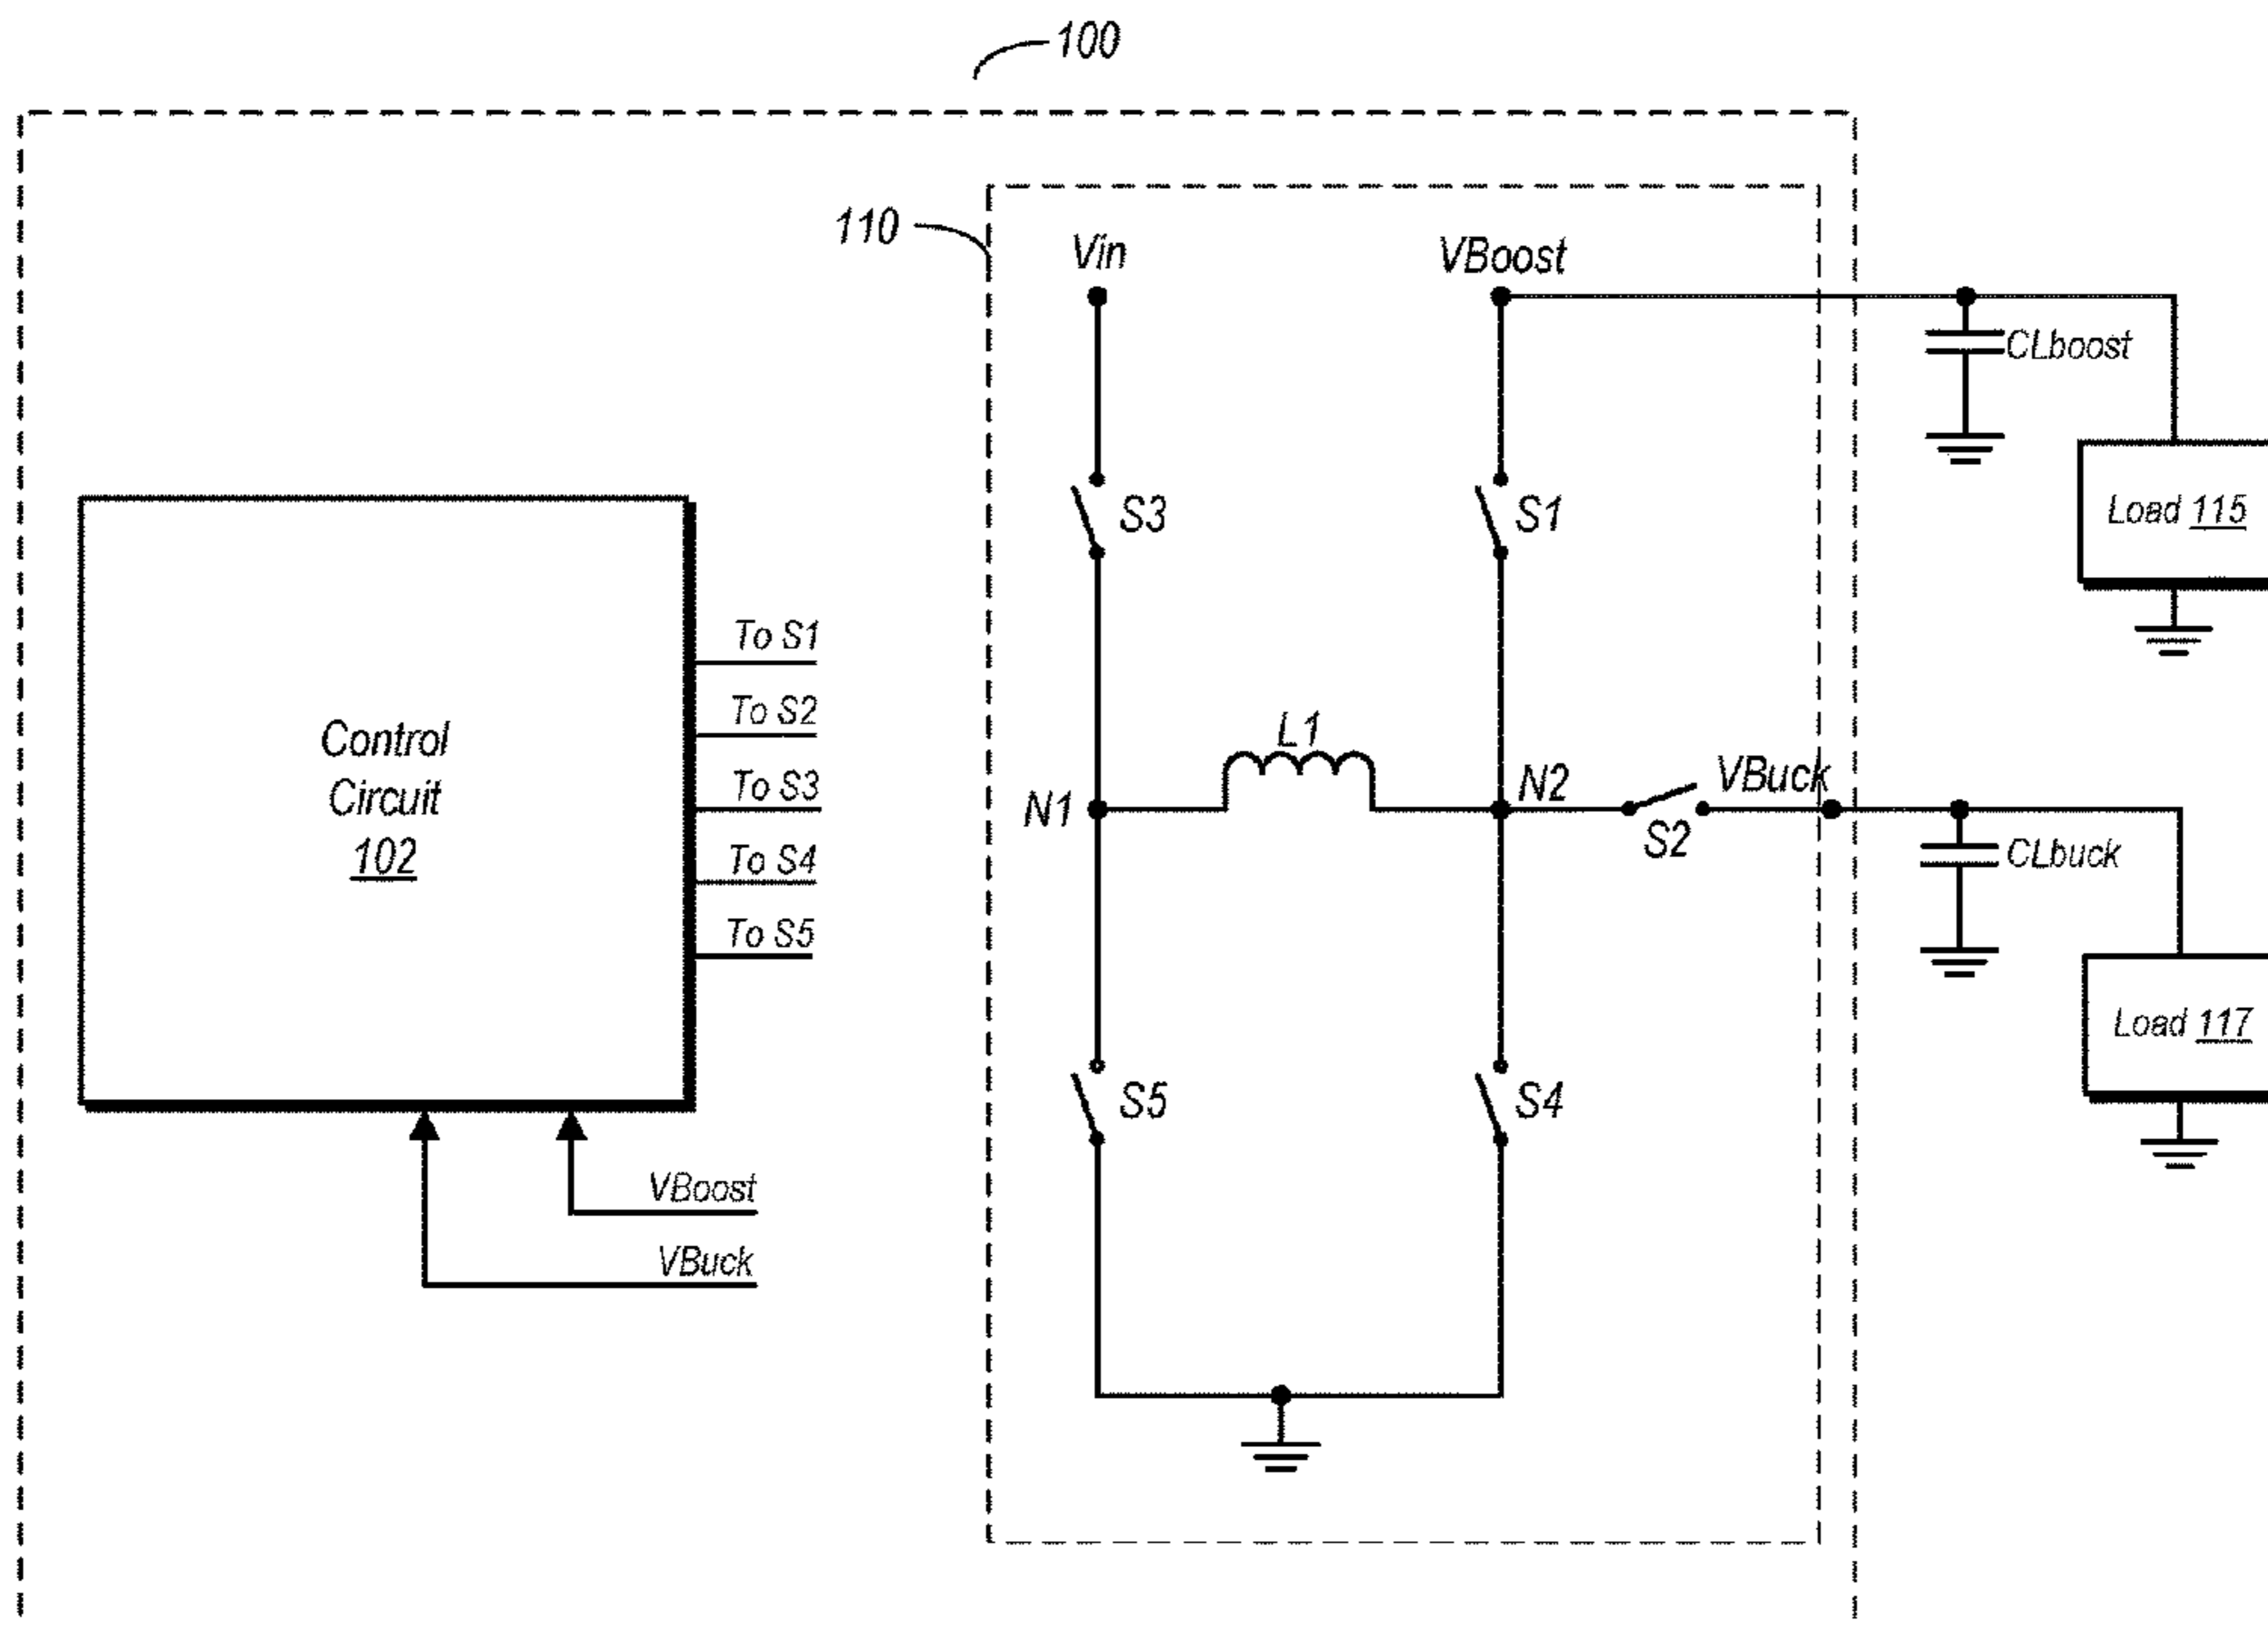 100
110
Vin
VBoost
CLboost
S3
S1
Load 115
To S1
To S2
To S3
To S4
To S5
Control
Circuit
102
L1
N1
N2
VBuck
S2
CLbuck
Load 117
S5
S4
VBoost
VBuck